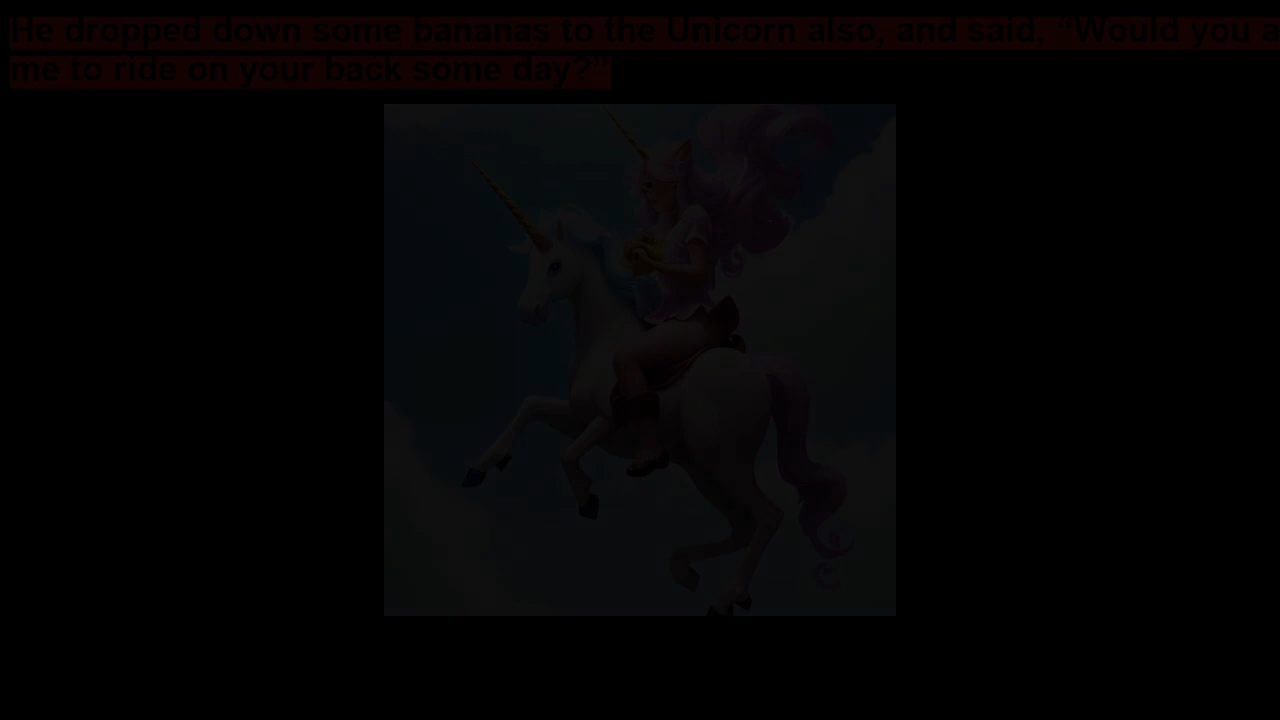 He dropped down some bananas to the Unicorn also, and said, “Would you a
me to ride on your back some day?”